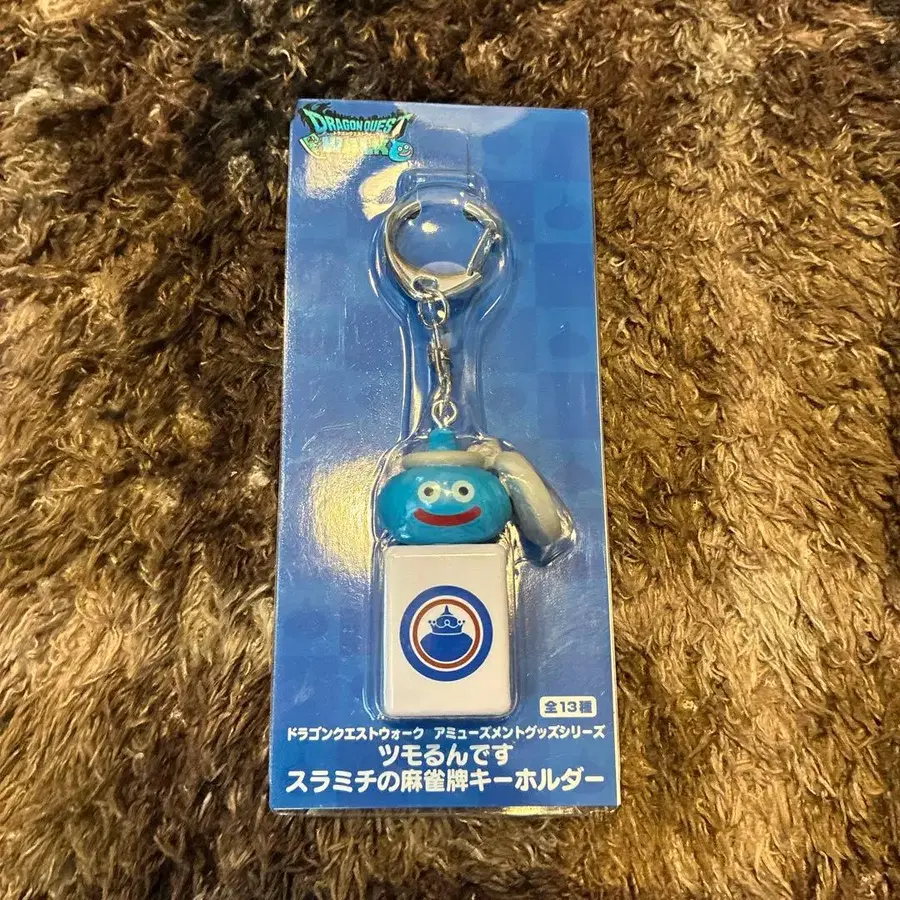 DRAGON QUEST
WALK
全13種
ドラゴンクエストウォーク アミューズメントグッズシリーズ
ツモるんです
スラミチの麻雀牌キーホルダー